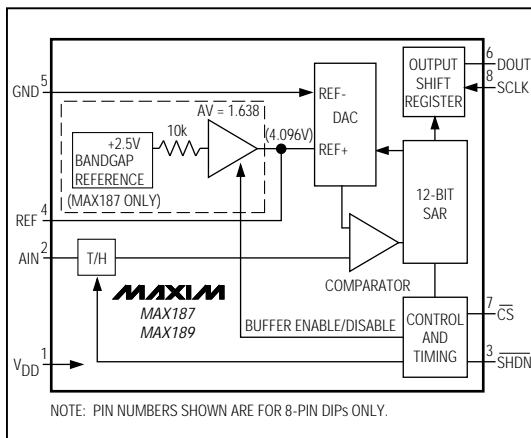 OUTPUT
SHIFT
REGISTER
6 DOUT
8 SCLK
GND 5
REF-
DAC
REF+
AV = 1.638
+2.5V
BANDGAP
REFERENCE
10k
(4.096V)
(MAX187 ONLY)
12-BIT
SAR
REF 4
AIN 2
T/H
COMPARATOR
MAXIM
MAX187
MAX189
BUFFER ENABLE/DISABLE
CONTROL
AND
TIMING
7 CS
3 SHDN
VDD 1
NOTE: PIN NUMBERS SHOWN ARE FOR 8-PIN DIPs ONLY.